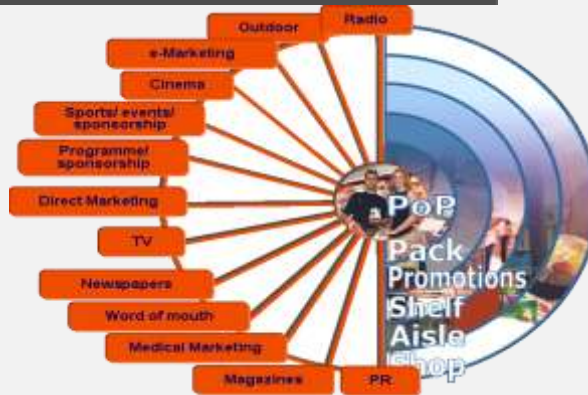 Radio
Outdoor
e-Marketing
Cinema
Sports/ events/
sponsorship
Programme/
sponsorship
Direct Marketing
TV
Newspapers
Word of mouth
Medical Marketing
Magazines
PR
PoP
Pack
Promotions
Shelf
Aisle
Shop